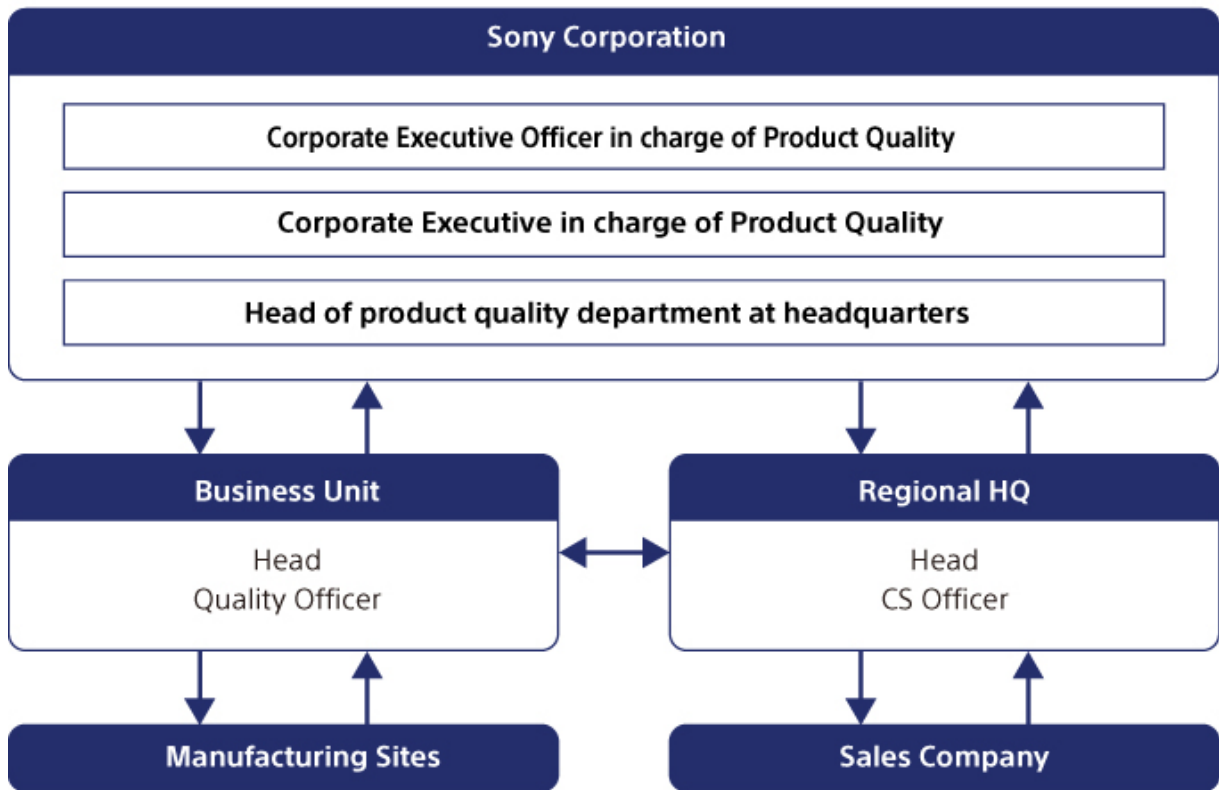 Sony Corporation
Corporate Executive Officer in charge of Product Quality
Corporate Executive in charge of Product Quality
Head of product quality department at headquarters
Business Unit
Head
Quality Officer
Regional HQ
Head
CS Officer
Manufacturing Sites
Sales Company